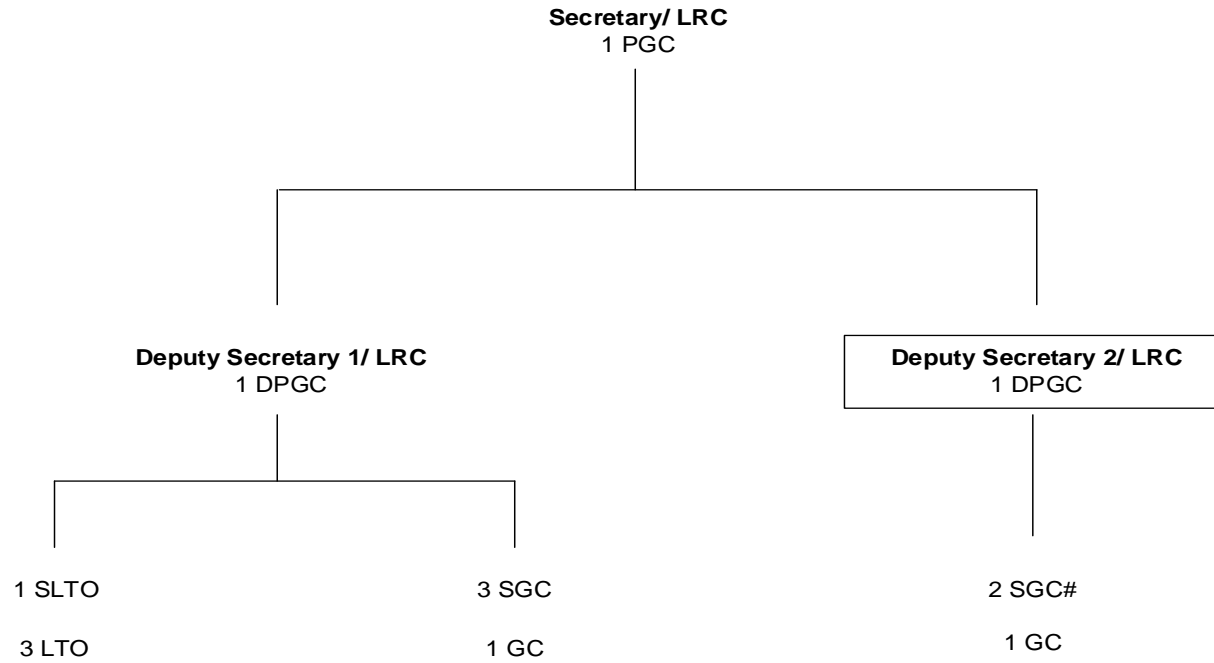 Secretary/ LRC
1 PGC
Deputy Secretary 1/ LRC
1 DPGC
Deputy Secretary 2/ LRC
1 DPGC
1 SLTO
3 LTO
3 SGC
1 GC
2 SGC#
1 GC